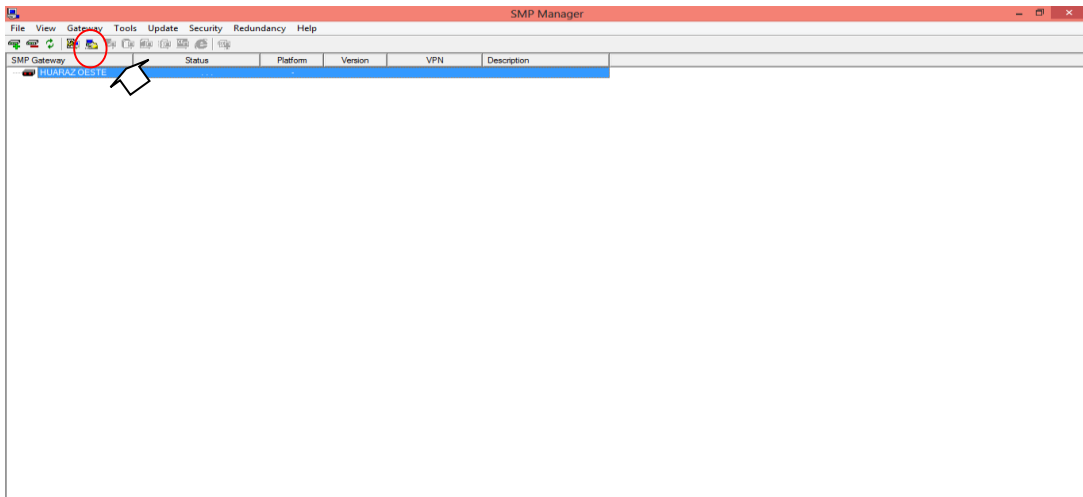 SMP Manager
File View Gateway Tools Update Security Redundancy Help
SMP Gateway Status Platform Version VPN Description
HUARAZ OESTE . . . -